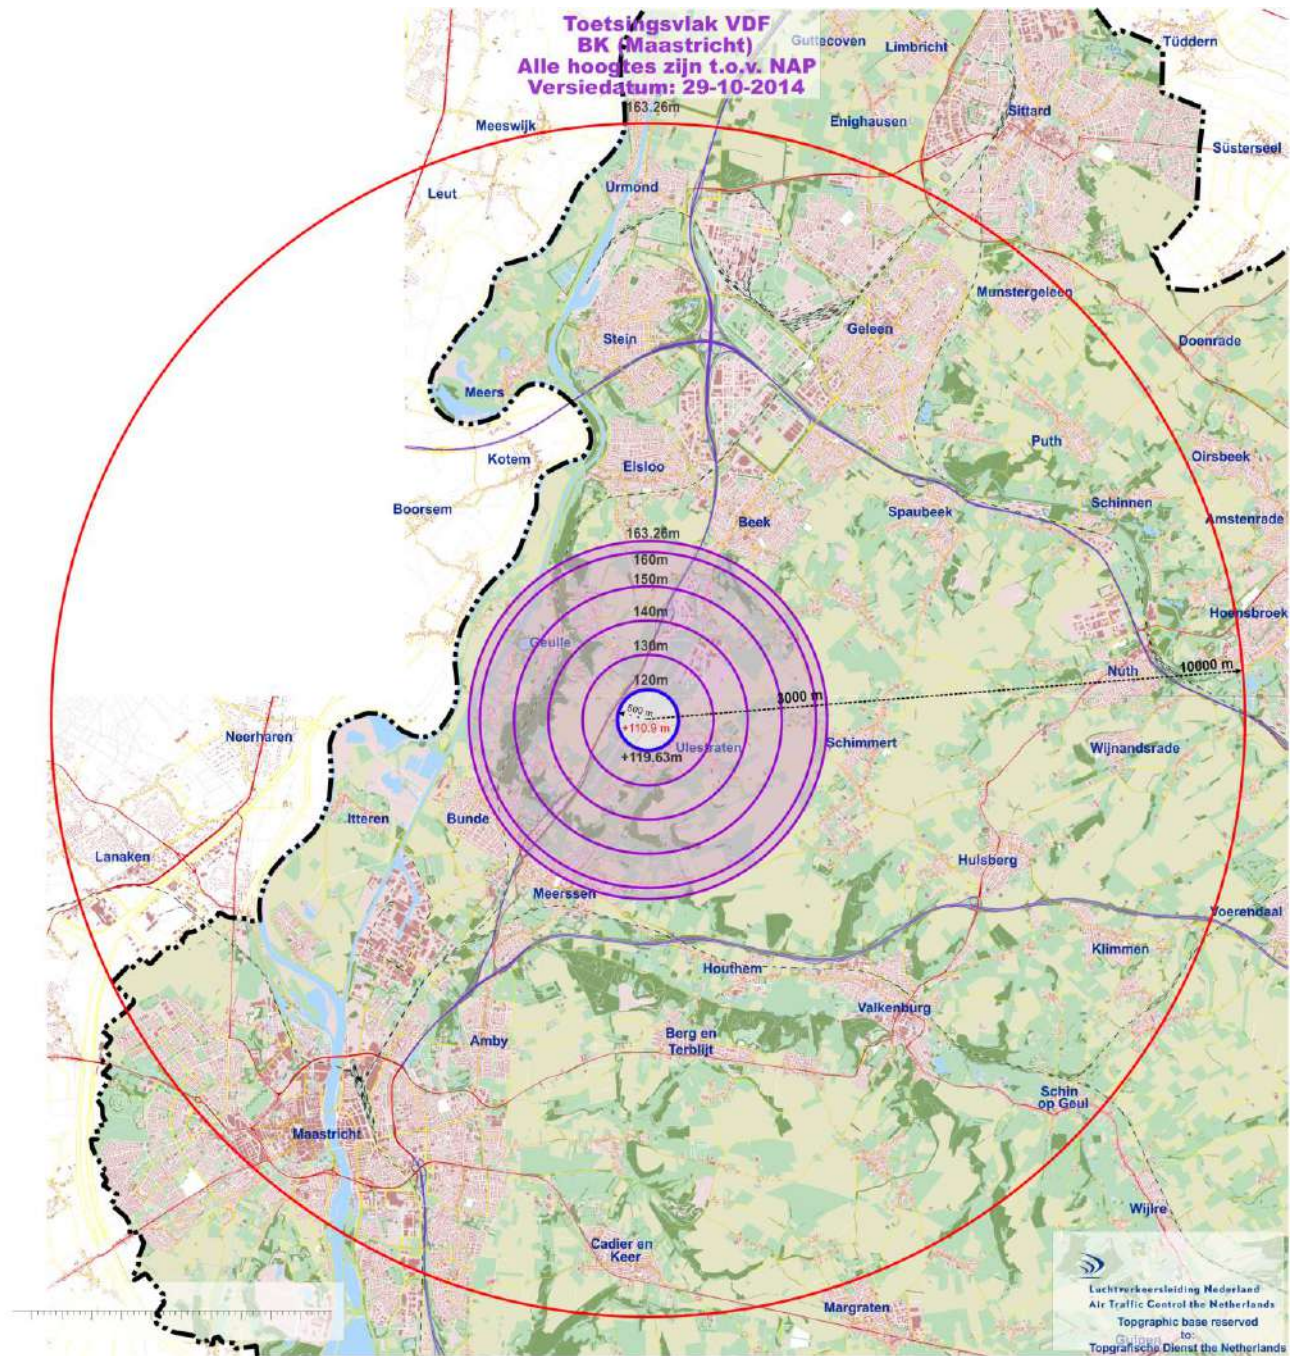 Toetsingsvlak VDF
BK (Maastricht)
Alle hoogtes zijn t.o.v. NAP
Versiedatum: 29-10-2014
163.26m
Guttecoven
Limbricht
Tüddern
Meeswijk
Enighausen
Sittard
Süsterseel
Leut
Urmond
Munstergeleen
Stein
Geleen
Doenrade
Meers
Puth
Kotem
Elsloo
Oirsbeek
Boorsem
Beek
Spaubeek
Schinnen
Amstenrade
163.26m
160m
150m
140m
130m
120m
Geulle
Hoensbroek
Nuth
10000 m
3000 m
500 m
+110.9 m
+119.63m
Ulestraten
Schimmert
Wijnandsrade
Neerharen
Itteren
Bunde
Lanaken
Hulsberg
Meerssen
Voerendaal
Klimmen
Houthem
Valkenburg
Amby
Berg en
Terblijt
Schin
op Geul
Maastricht
Wijlre
Cadier en
Keer
Margraten
Luchtverkeersleiding Nederland
Air Traffic Control the Netherlands
Topographic base reserved
to:
Gulpen
Topgrafische Dienst the Netherlands